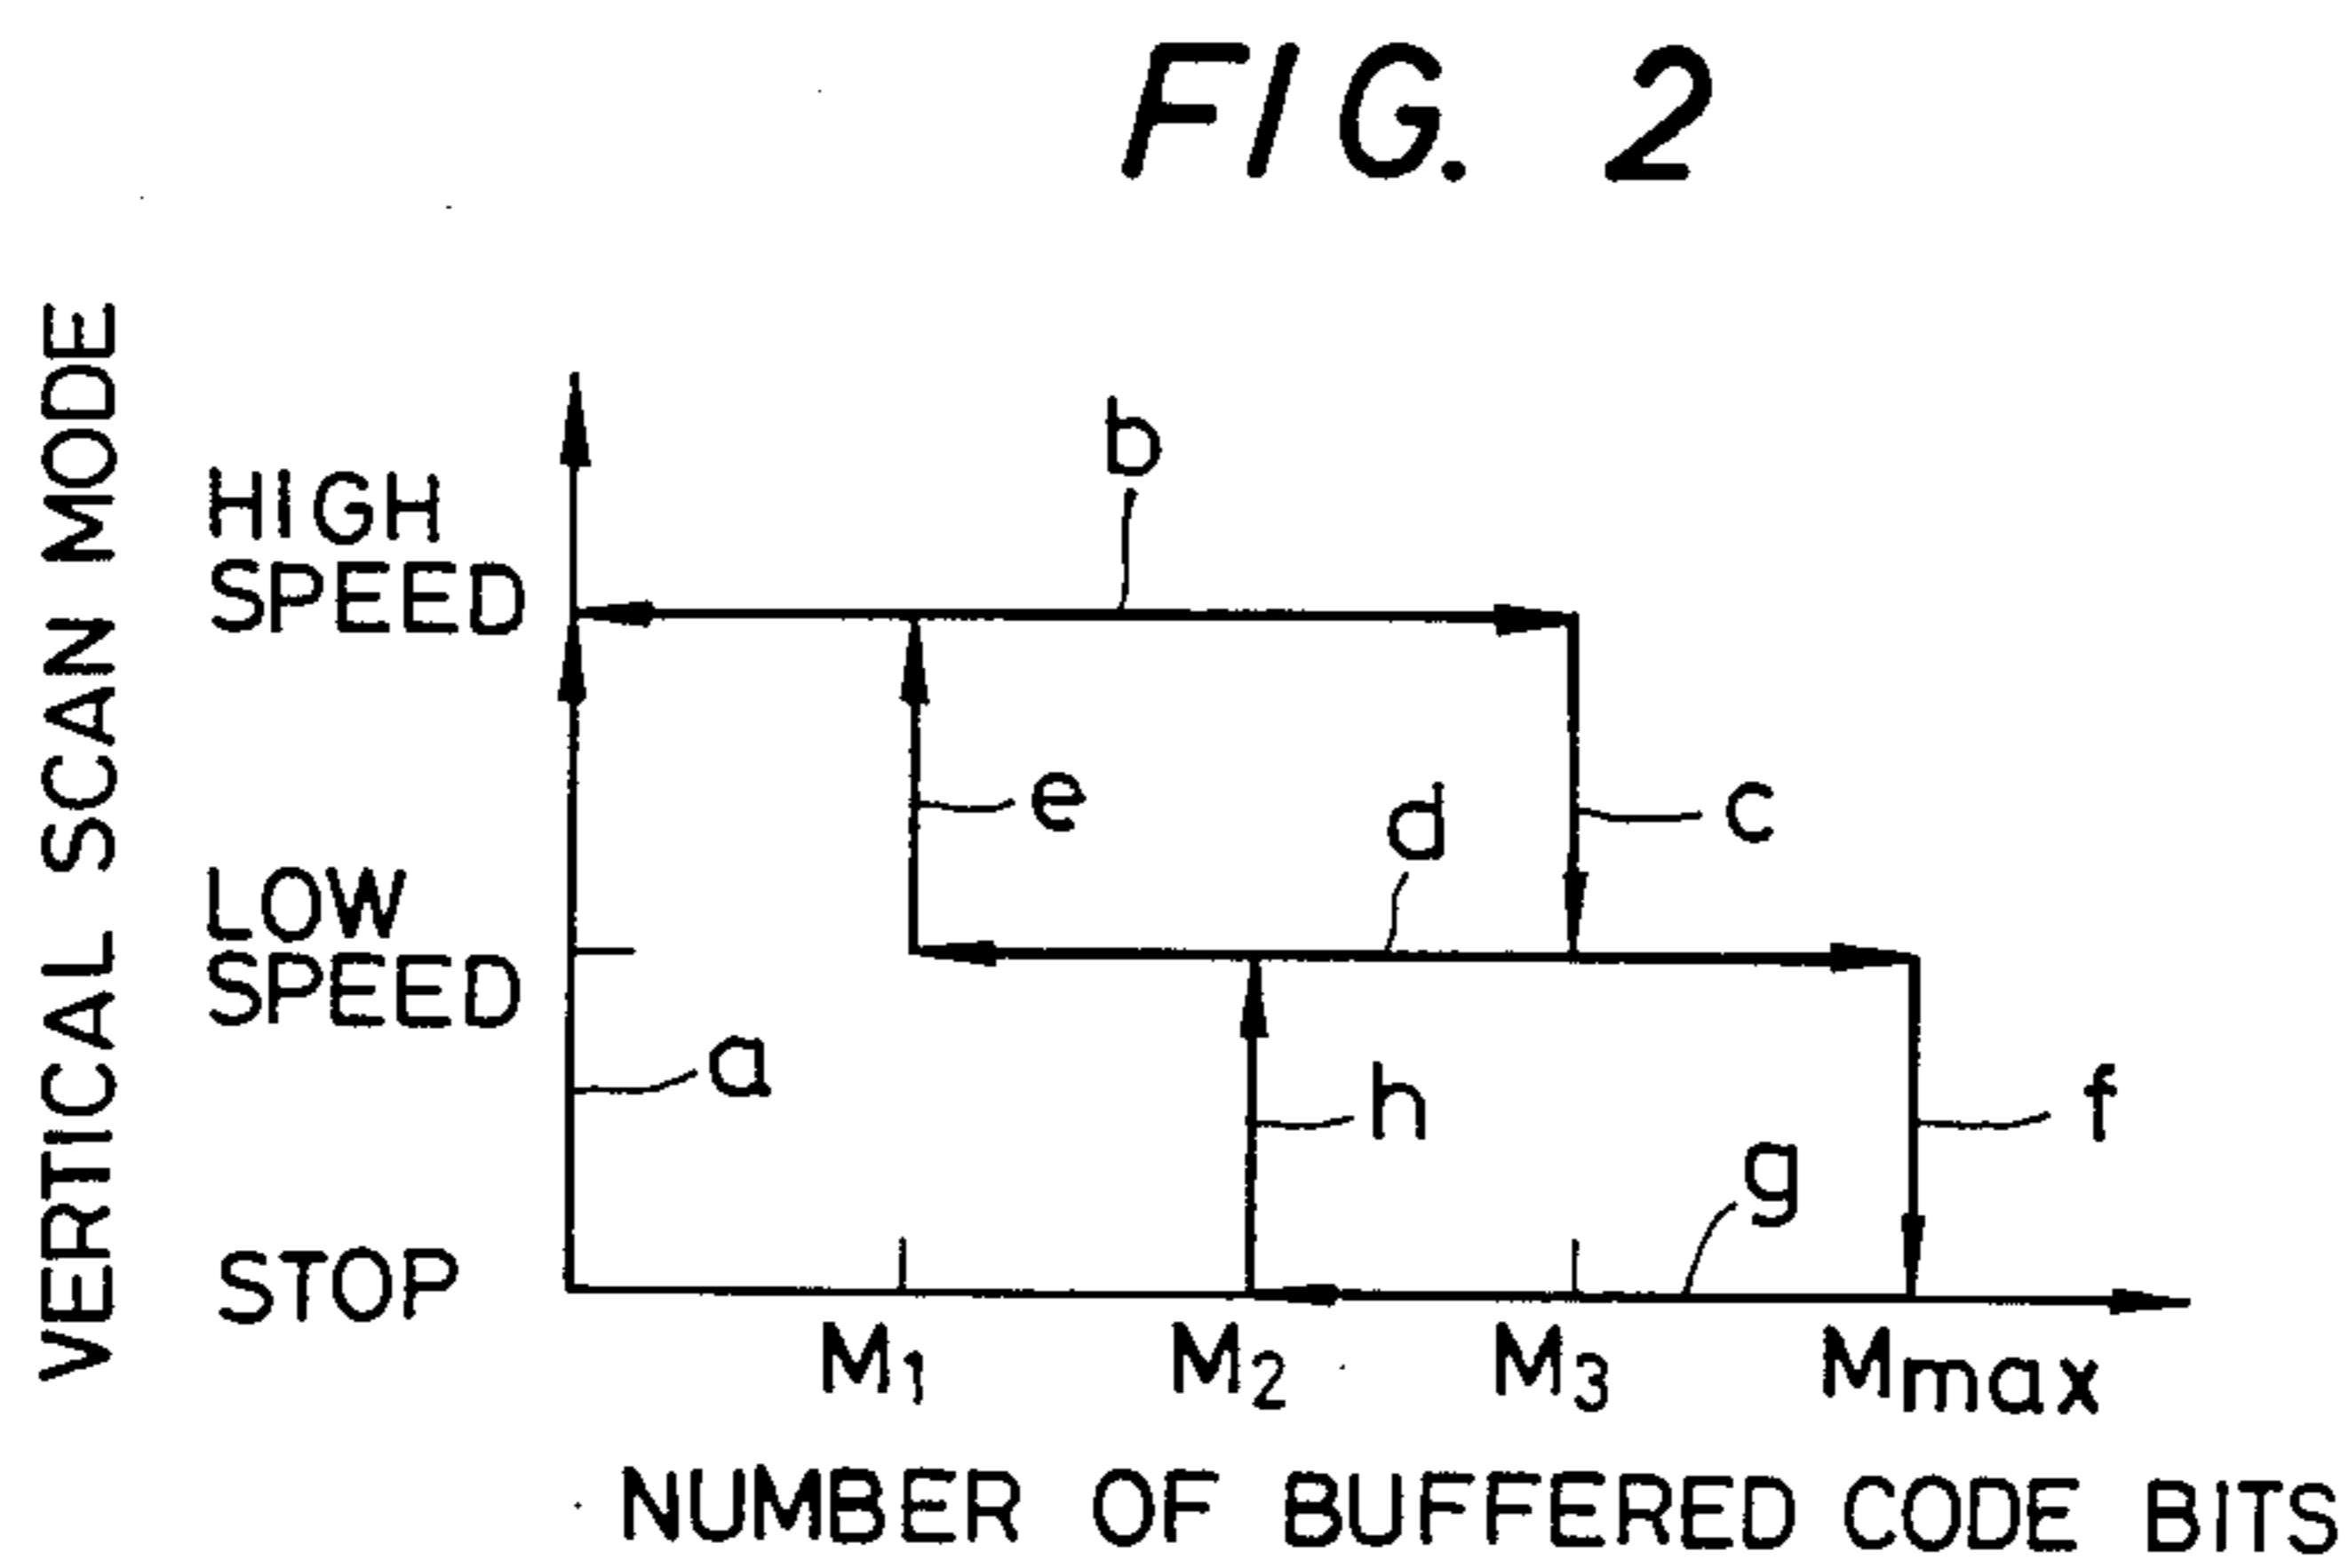 FIG. 2
VERTICAL SCAN MODE
HIGH
SPEED
b
e
d
c
LOW
SPEED
a
h
f
g
STOP
M1
M2
M3
Mmax
NUMBER OF BUFFERED CODE BITS